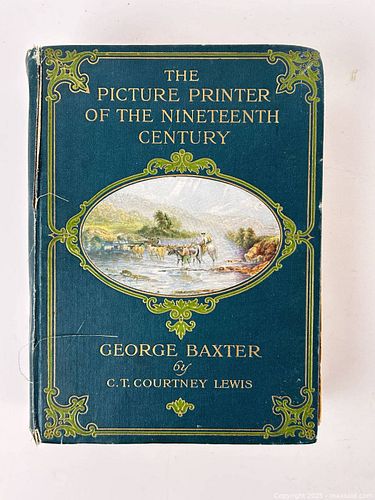 THE
PICTURE PRINTER
OF THE NINETEENTH
CENTURY
GEORGE BAXTER
by
C.T. COURTNEY LEWIS